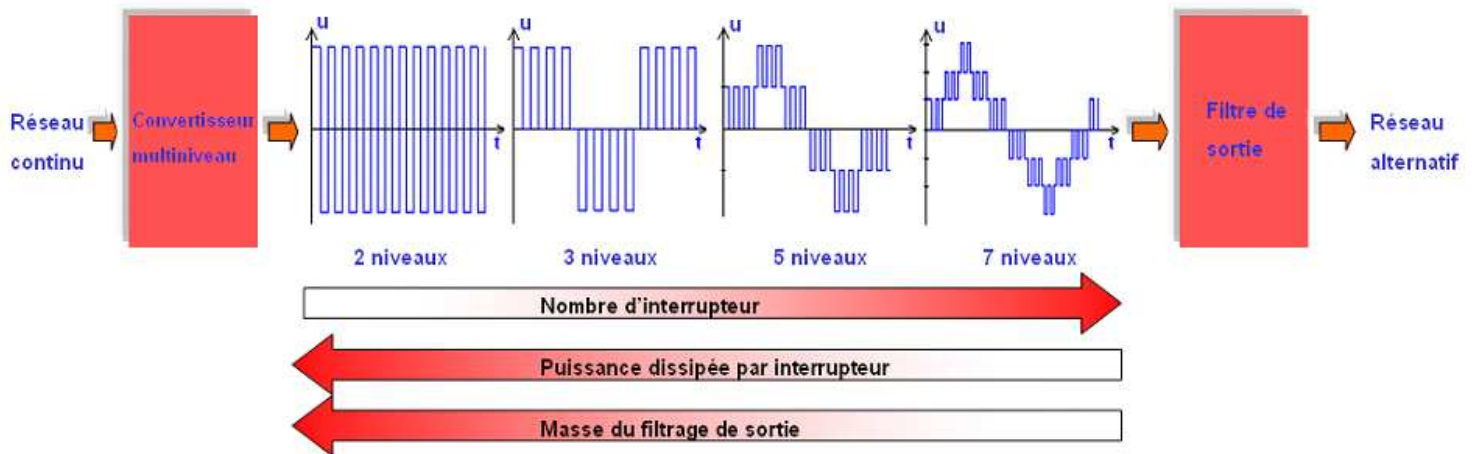 Réseau
continu
Convertisseur
multiniveau
u
t
2 niveaux
u
t
3 niveaux
u
t
5 niveaux
u
t
7 niveaux
Filtre de
sortie
Réseau
alternatif
Nombre d'interrupteur
Puissance dissipée par interrupteur
Masse du filtrage de sortie